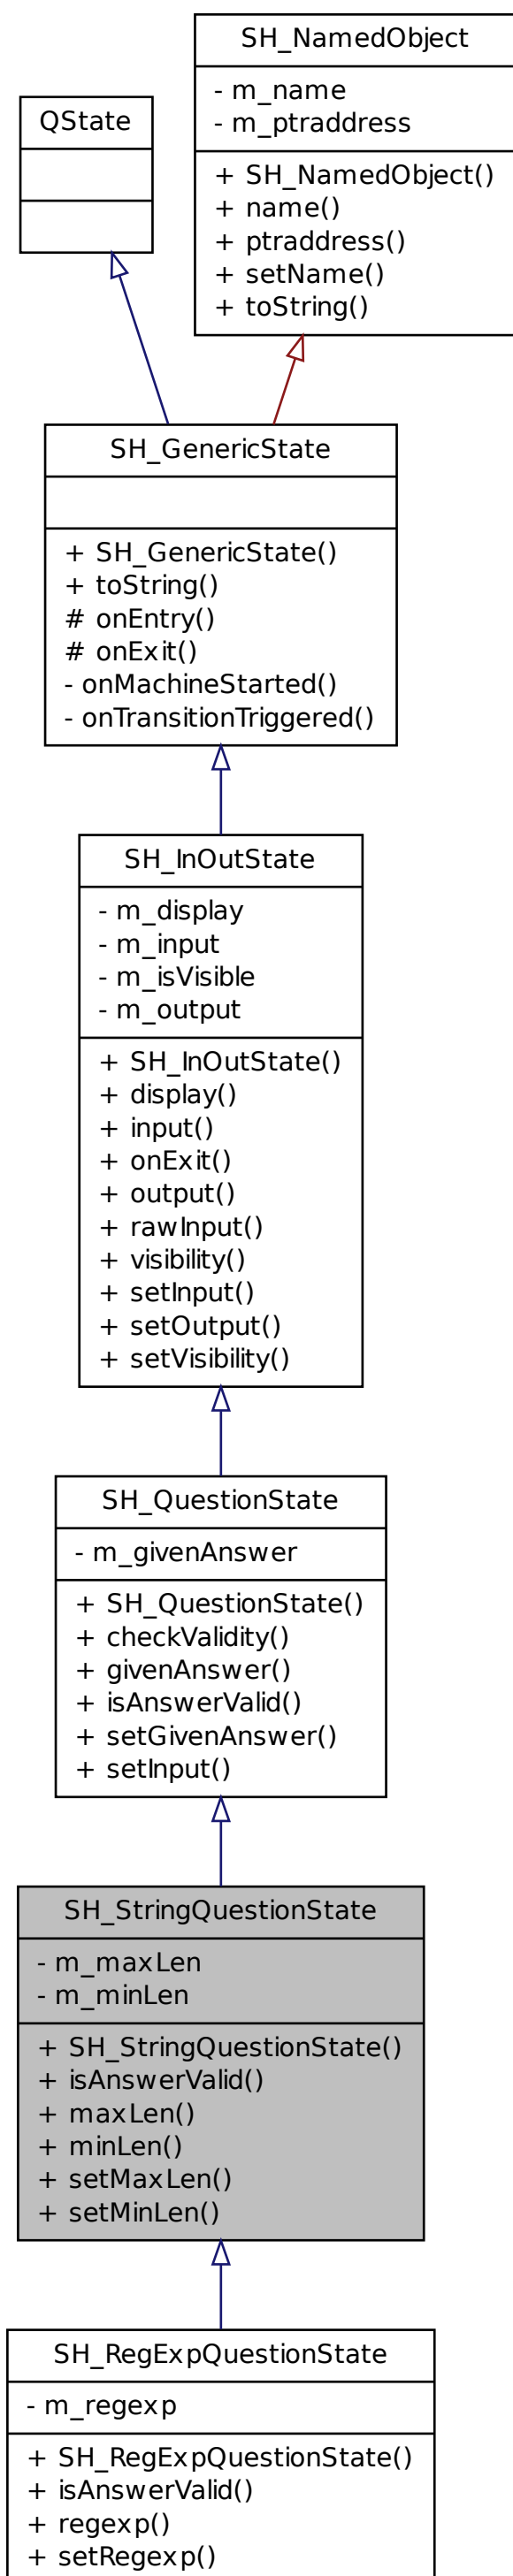 SH_NamedObject
- m_name
- m_ptraddress
+ SH_NamedObject()
+ name()
+ ptraddress()
+ setName()
+ toString()
QState
SH_GenericState
+ SH_GenericState()
+ toString()
# onEntry()
# onExit()
- onMachineStarted()
- onTransitionTriggered()
SH_InOutState
- m_display
- m_input
- m_isVisible
- m_output
+ SH_InOutState()
+ display()
+ input()
+ onExit()
+ output()
+ rawInput()
+ visibility()
+ setInput()
+ setOutput()
+ setVisibility()
SH_QuestionState
- m_givenAnswer
+ SH_QuestionState()
+ checkValidity()
+ givenAnswer()
+ isAnswerValid()
+ setGivenAnswer()
+ setInput()
SH_StringQuestionState
- m_maxLen
- m_minLen
+ SH_StringQuestionState()
+ isAnswerValid()
+ maxLen()
+ minLen()
+ setMaxLen()
+ setMinLen()
SH_RegExpQuestionState
- m_regexp
+ SH_RegExpQuestionState()
+ isAnswerValid()
+ regexp()
+ setRegexp()